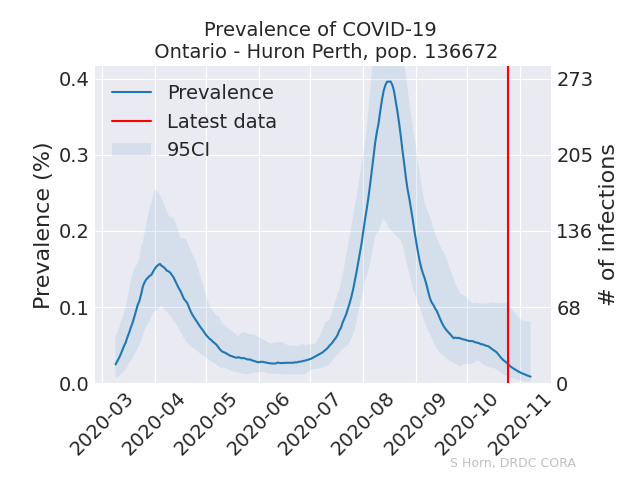 Prevalence of COVID-19
Ontario - Huron Perth, pop. 136672
Prevalence
Latest data
95CI
Prevalence (%)
0.4
0.3
0.2
0.1
0.0
273
205
136
68
0
# of infections
2020-03
2020-04
2020-05
2020-06
2020-07
2020-08
2020-09
2020-10
2020-11
S Horn, DRDC CORA